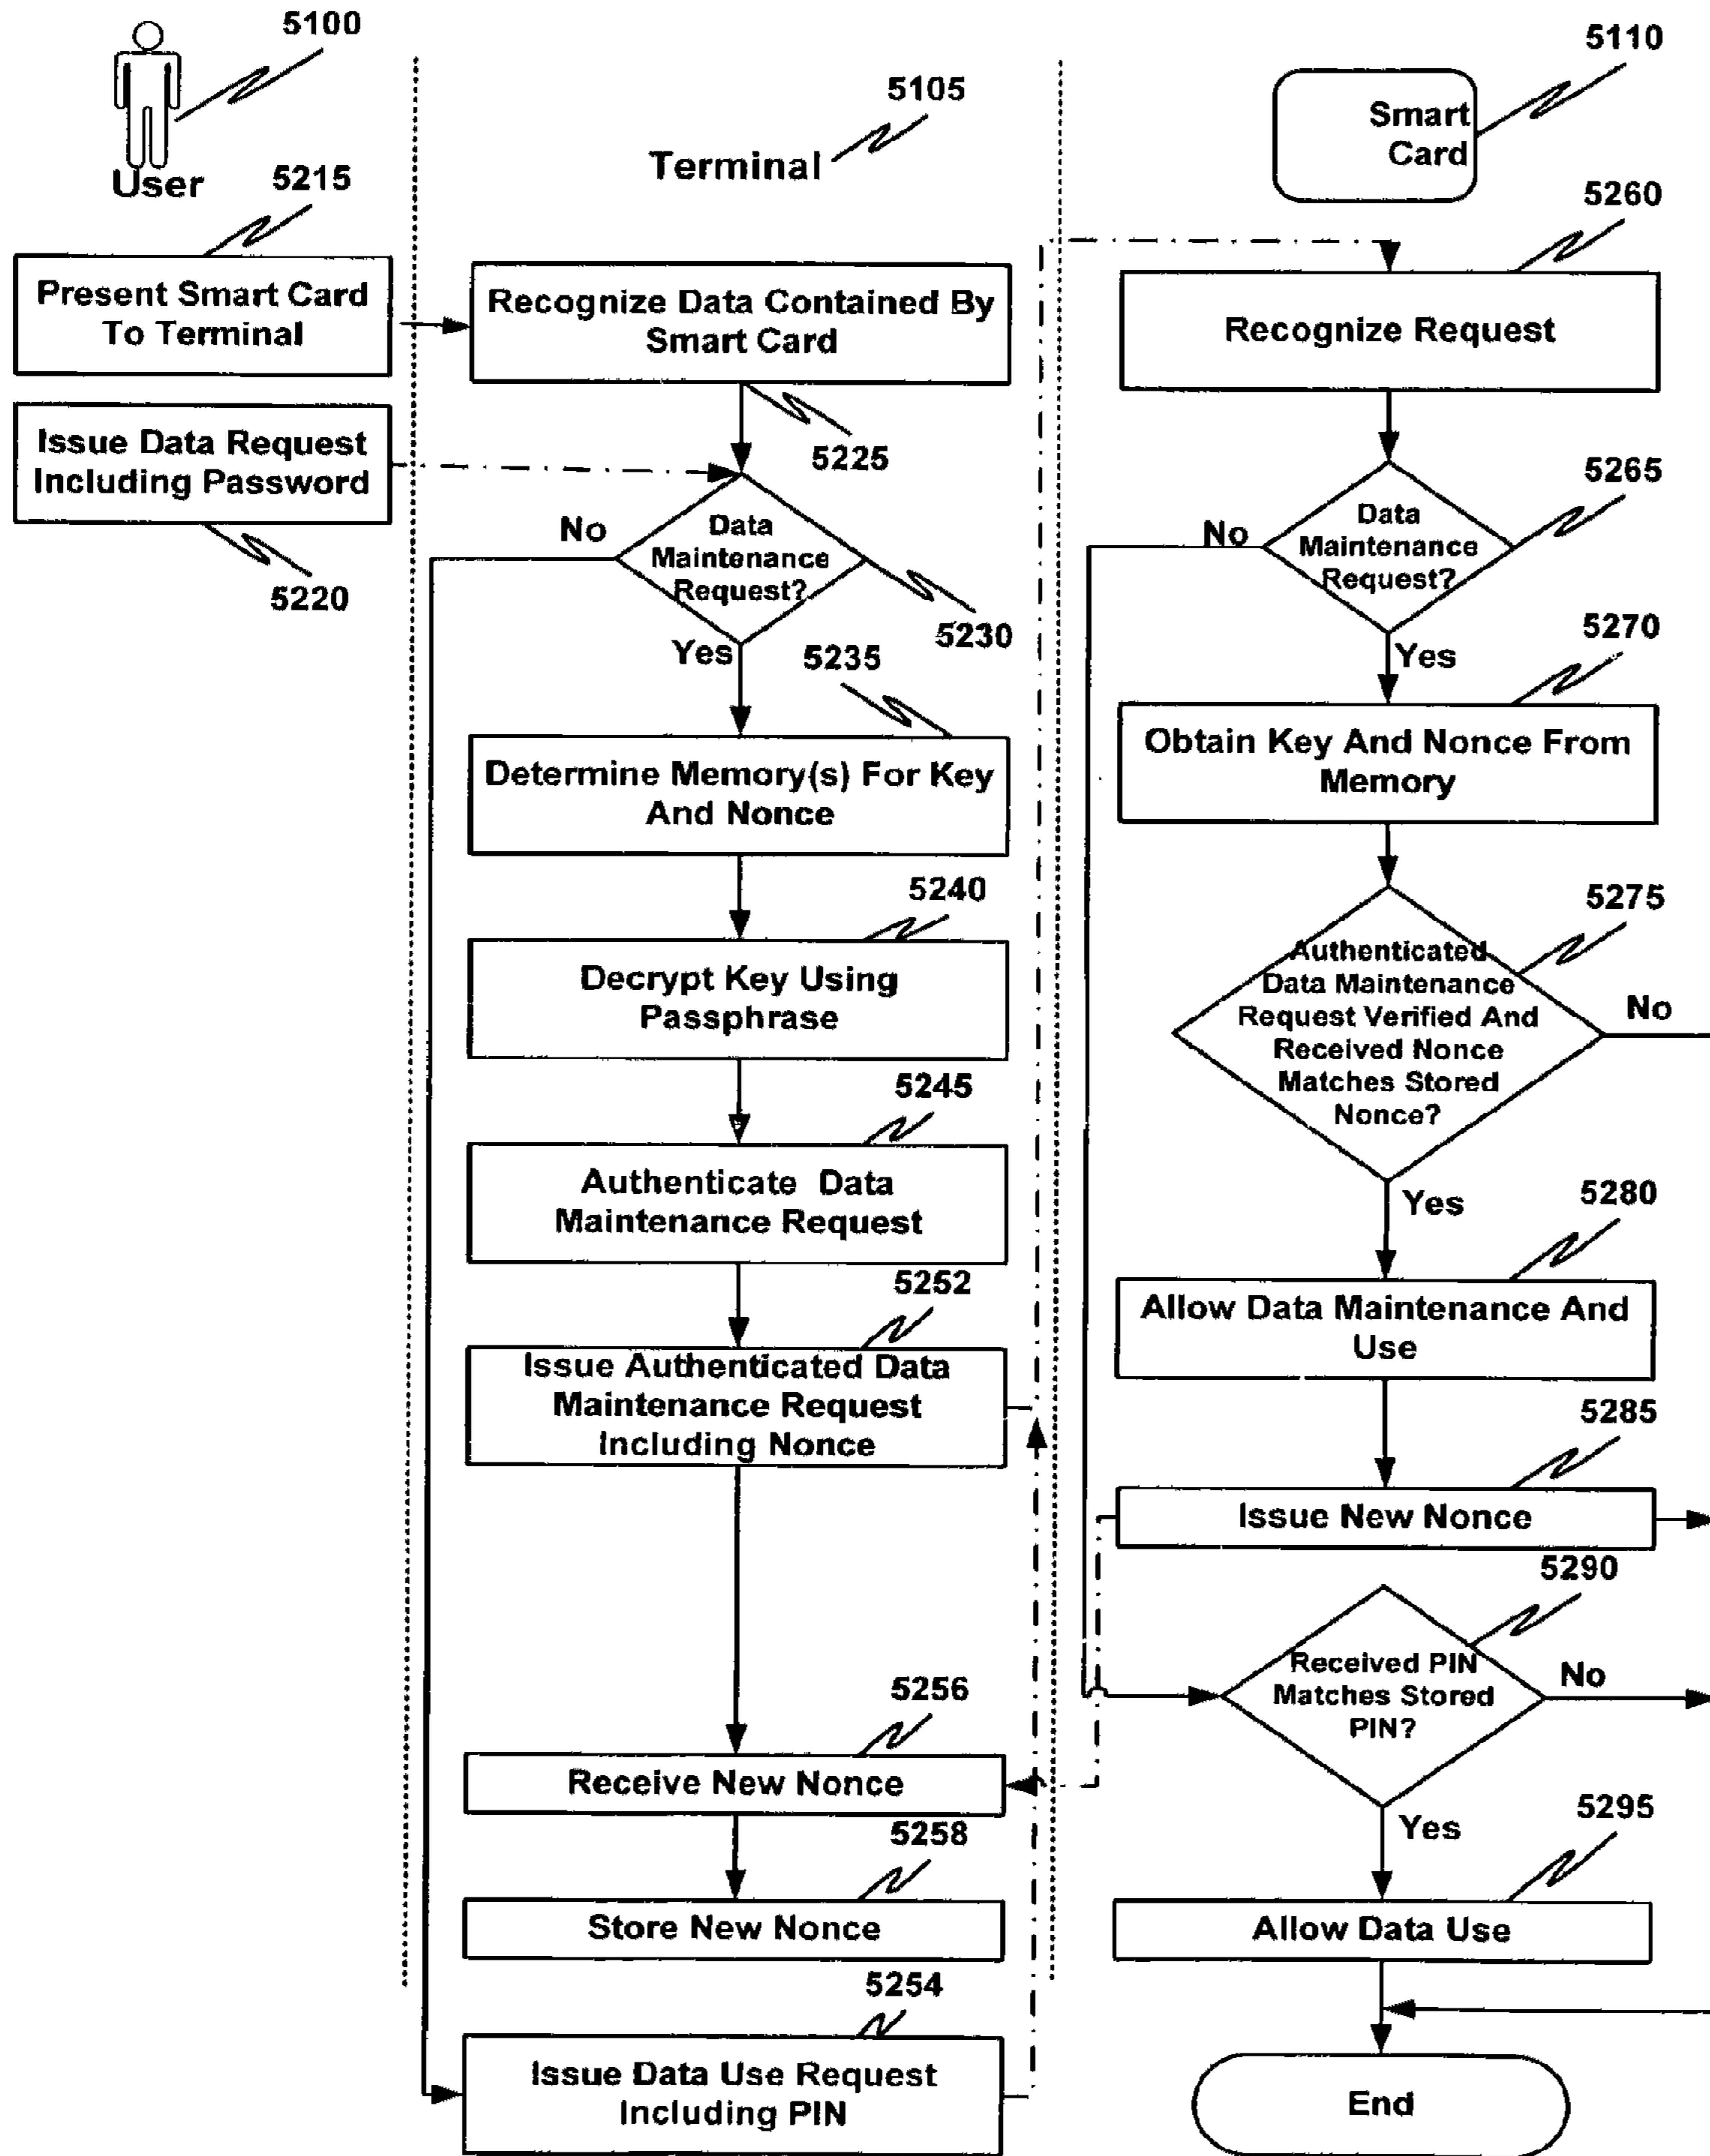 5100
User
5105
Terminal
5110
Smart
Card
5215
Present Smart Card
To Terminal
Issue Data Request
Including Password
5220
Recognize Data Contained By
Smart Card
5225
Data
Maintenance
Request?
No
5230
Yes
5235
Determine Memory(s) For Key
And Nonce
5240
Decrypt Key Using
Passphrase
5245
Authenticate Data
Maintenance Request
5252
Issue Authenticated Data
Maintenance Request
Including Nonce
5256
Receive New Nonce
5258
Store New Nonce
5254
Issue Data Use Request
Including PIN
5260
Recognize Request
5265
Data
Maintenance
Request?
No
Yes
5270
Obtain Key And Nonce From
Memory
5275
Authenticated
Data Maintenance
Request Verified And
Received Nonce
Matches Stored
Nonce?
No
Yes
5280
Allow Data Maintenance And
Use
5285
Issue New Nonce
5290
Received PIN
Matches Stored
PIN?
No
Yes
5295
Allow Data Use
End